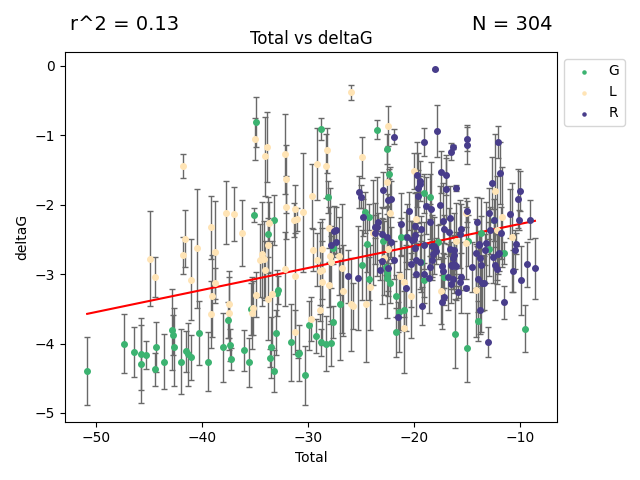 r^2 = 0.13
N = 304
Total vs deltaG
G
L
R
deltaG
0
−1
−2
−3
−4
−5
−50
−40
−30
−20
−10
Total